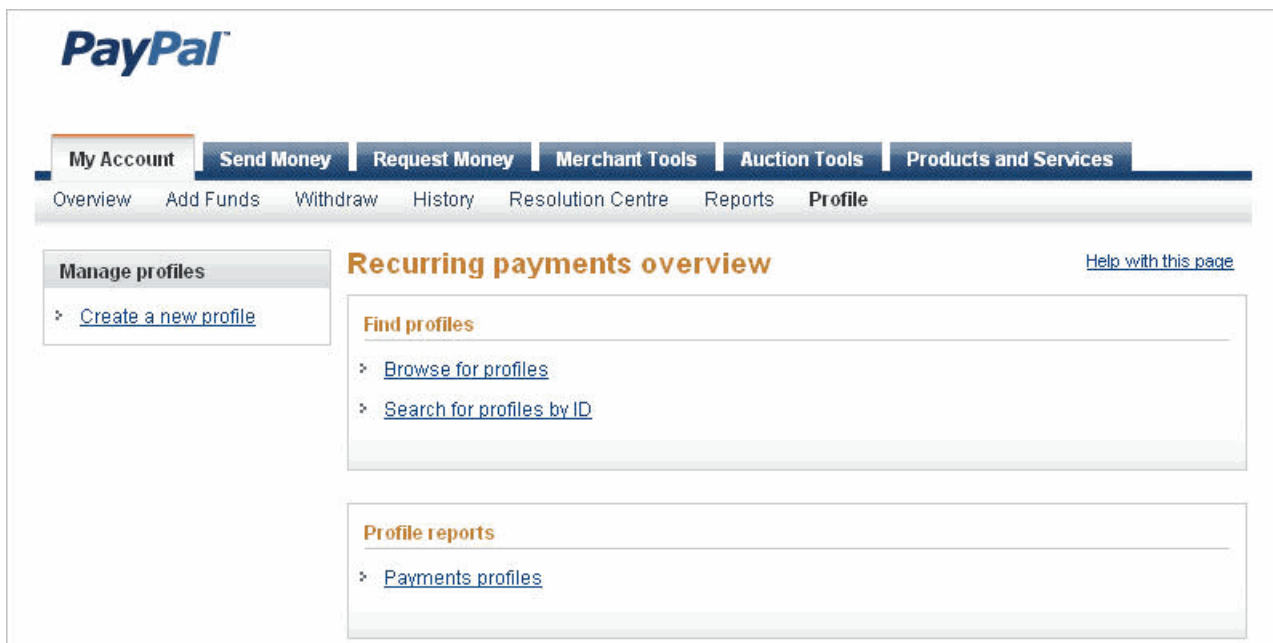 PayPal™
My Account Send Money Request Money Merchant Tools Auction Tools Products and Services
Overview Add Funds Withdraw History Resolution Centre Reports Profile
Manage profiles
Create a new profile
Recurring payments overview
Help with this page
Find profiles
Browse for profiles
Search for profiles by ID
Profile reports
Payments profiles